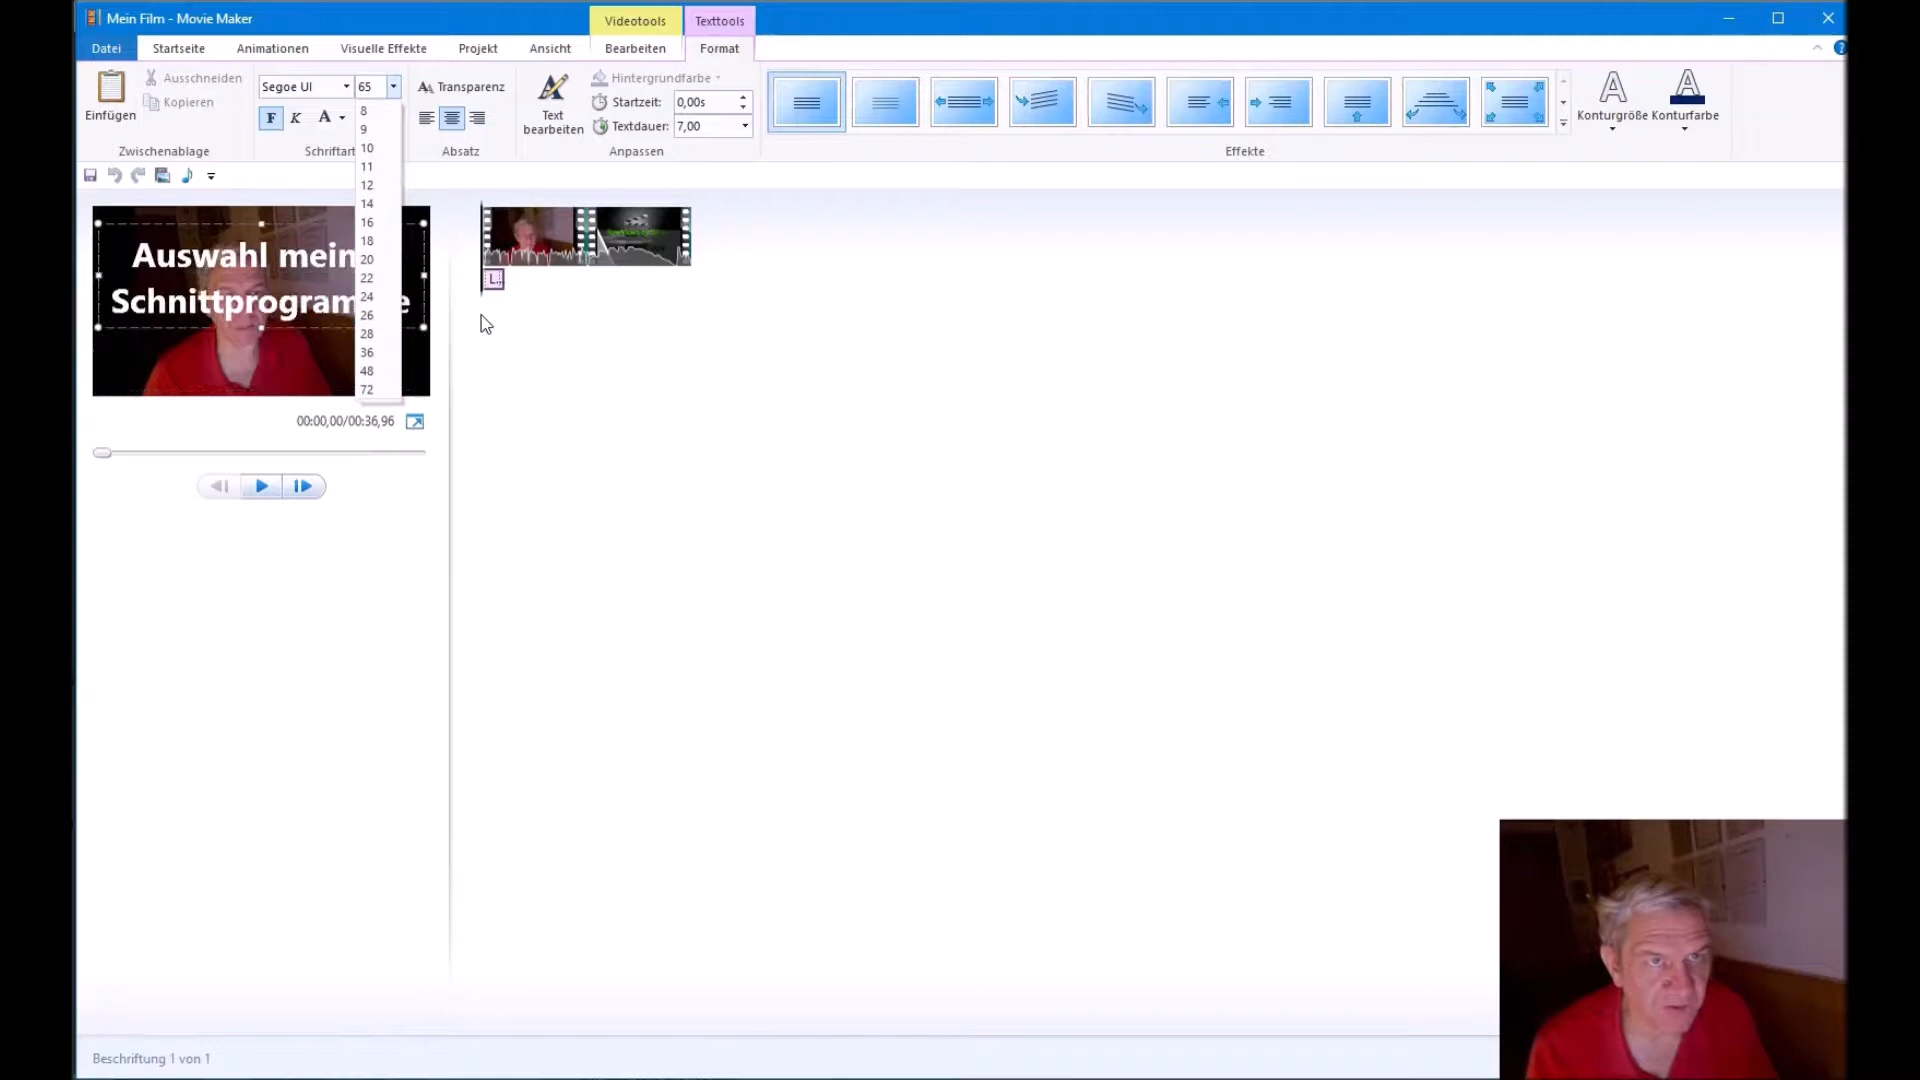 Mein Film - Movie Maker
Videotools
Texttools
Datei
Startseite
Animationen
Visuelle Effekte
Projekt
Ansicht
Bearbeiten
Format
Einfügen
Ausschneiden
Kopieren
Zwischenablage
Segoe UI
65
F K A
Schriftart
Transparenz
Absatz
Text
bearbeiten
Hintergrundfarbe
Startzeit: 0,00s
Textdauer: 7,00
Anpassen
Effekte
Konturgröße
Konturfarbe
8
9
10
11
12
14
16
18
20
22
24
26
28
36
48
72
Auswahl mein
Schnittprogram e
L..
00:00,00/00:36,96
Beschriftung 1 von 1